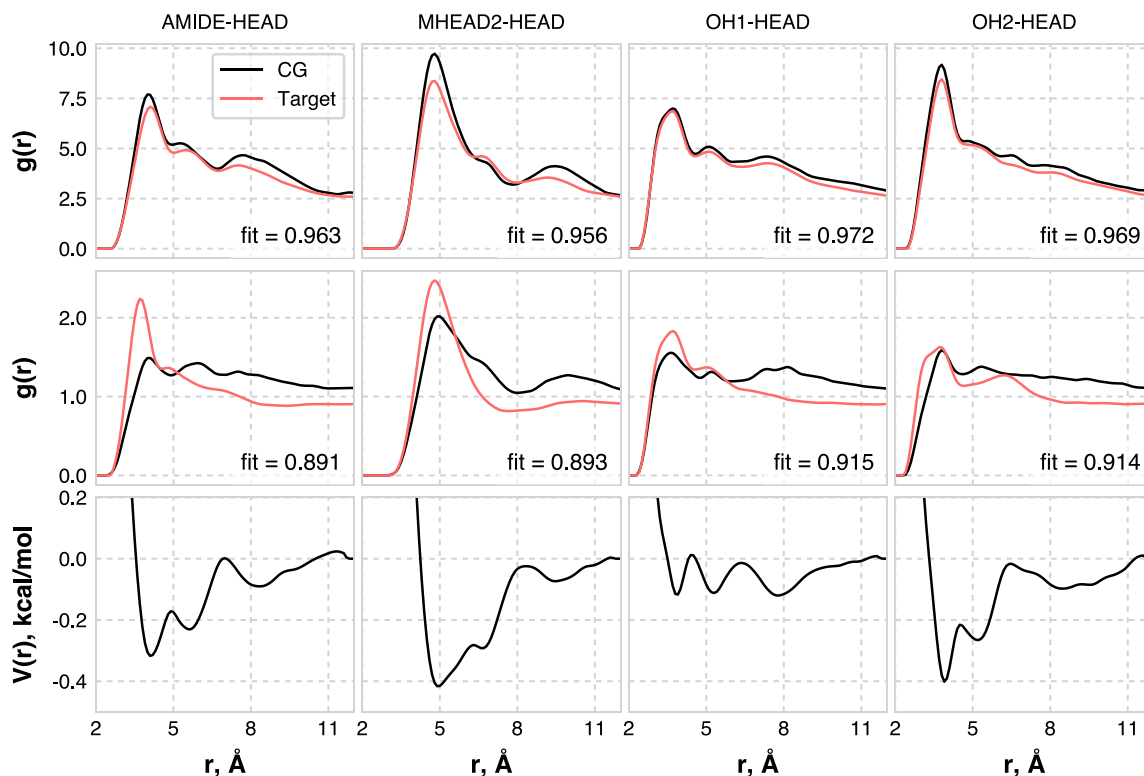 AMIDE-HEAD MHEAD2-HEAD OH1-HEAD OH2-HEAD
10.0
7.5
5.0
2.5
0.0
g(r)
CG
Target
fit = 0.963
fit = 0.956
fit = 0.972
fit = 0.969
2.0
1.0
0.0
g(r)
fit = 0.891
fit = 0.893
fit = 0.915
fit = 0.914
0.2
0.0
-0.2
-0.4
V(r), kcal/mol
2 5 8 11 2 5 8 11 2 5 8 11 2 5 8 11
r, Å r, Å r, Å r, Å